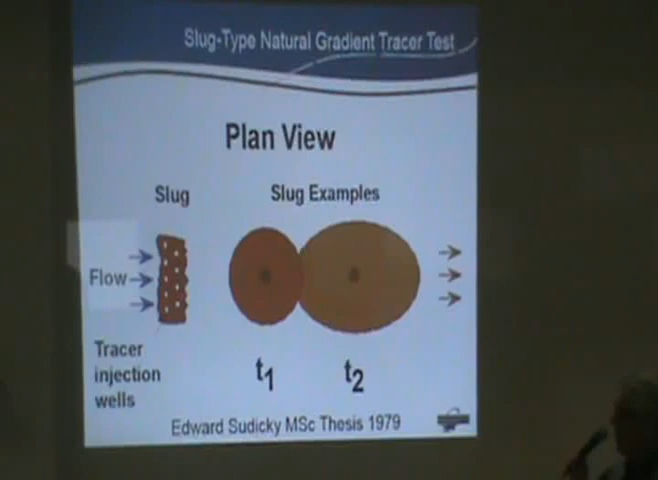 Slug-Type Natural Gradient Tracer Test
Plan View
Slug
Slug Examples
Flow
Tracer
injection
wells
t1
t2
Edward Sudicky MSc Thesis 1979